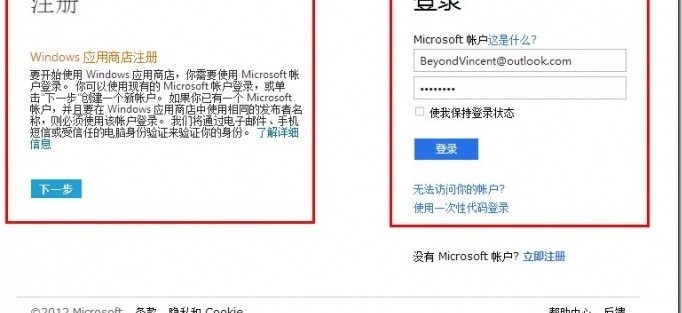 注册
Windows 应用商店注册
要开始使用 Windows 应用商店，你需要使用 Microsoft 帐
户登录。 你可以使用现有的 Microsoft 帐户登录，或单
击"下一步"创建一个新帐户。 如果你已有一个 Microsoft
帐户，并且要在 Windows 应用商店中使用相同的发布者名
称，则必须使用该帐户登录。 我们将通过电子邮件、手机
短信或受信任的电脑身份验证来验证你的身份。 了解详细
信息
下一步
登录
Microsoft 帐户这是什么?
BeyondVincent@outlook.com
••••••••
使我保持登录状态
登录
无法访问你的帐户?
使用一次性代码登录
没有 Microsoft 帐户? 立即注册
©2012 Microsoft 条款 隐私和 Cookie
帮助中心 反馈